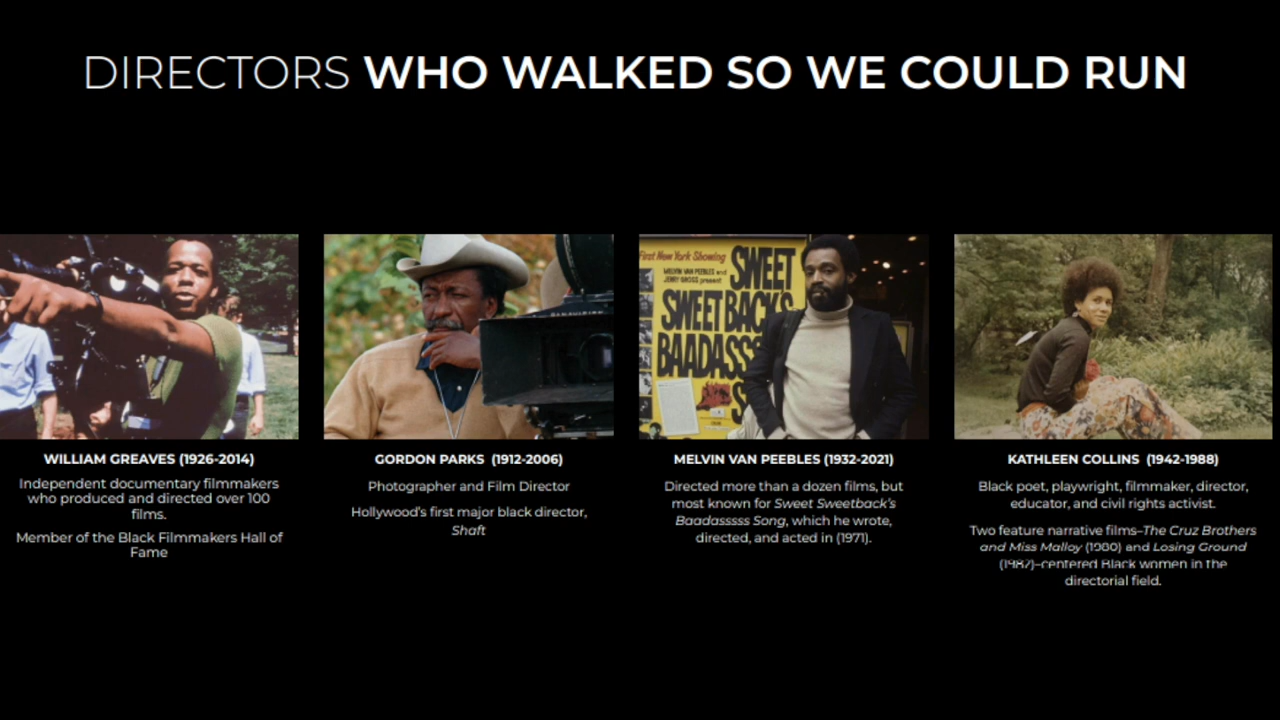 DIRECTORS WHO WALKED SO WE COULD RUN
First New York Showing
MELVIN VAN PEEBLES and
JERRY GROSS present
SWEET
SWEETBACK'S
BAADASSS
S
WILLIAM GREAVES (1926-2014)
Independent documentary filmmakers
who produced and directed over 100
films.
Member of the Black Filmmakers Hall of
Fame
GORDON PARKS (1912-2006)
Photographer and Film Director
Hollywood's first major black director,
Shaft
MELVIN VAN PEEBLES (1932-2021)
Directed more than a dozen films, but
most known for Sweet Sweetback's
Baadasssss Song, which he wrote,
directed, and acted in (1971).
KATHLEEN COLLINS (1942-1988)
Black poet, playwright, filmmaker, director,
educator, and civil rights activist.
Two feature narrative films–The Cruz Brothers
and Miss Malloy (1980) and Losing Ground
(1982)–centered Black women in the
directorial field.